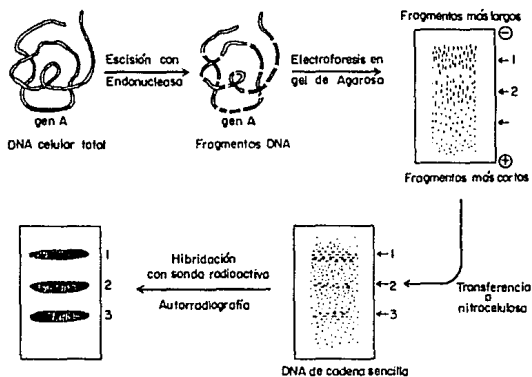 gen A
DNA celular total
Escisión con
Endonucleasa
gen A
Fragmentos DNA
Electroforesis en
gel de Agarosa
Fragmentos más largos
−
1
2
+
Fragmentos más cortos
Transferencia
a
nitrocelulosa
1
2
3
DNA de cadena sencilla
Hibridación
con sonda radioactiva
Autorradiografía
1
2
3